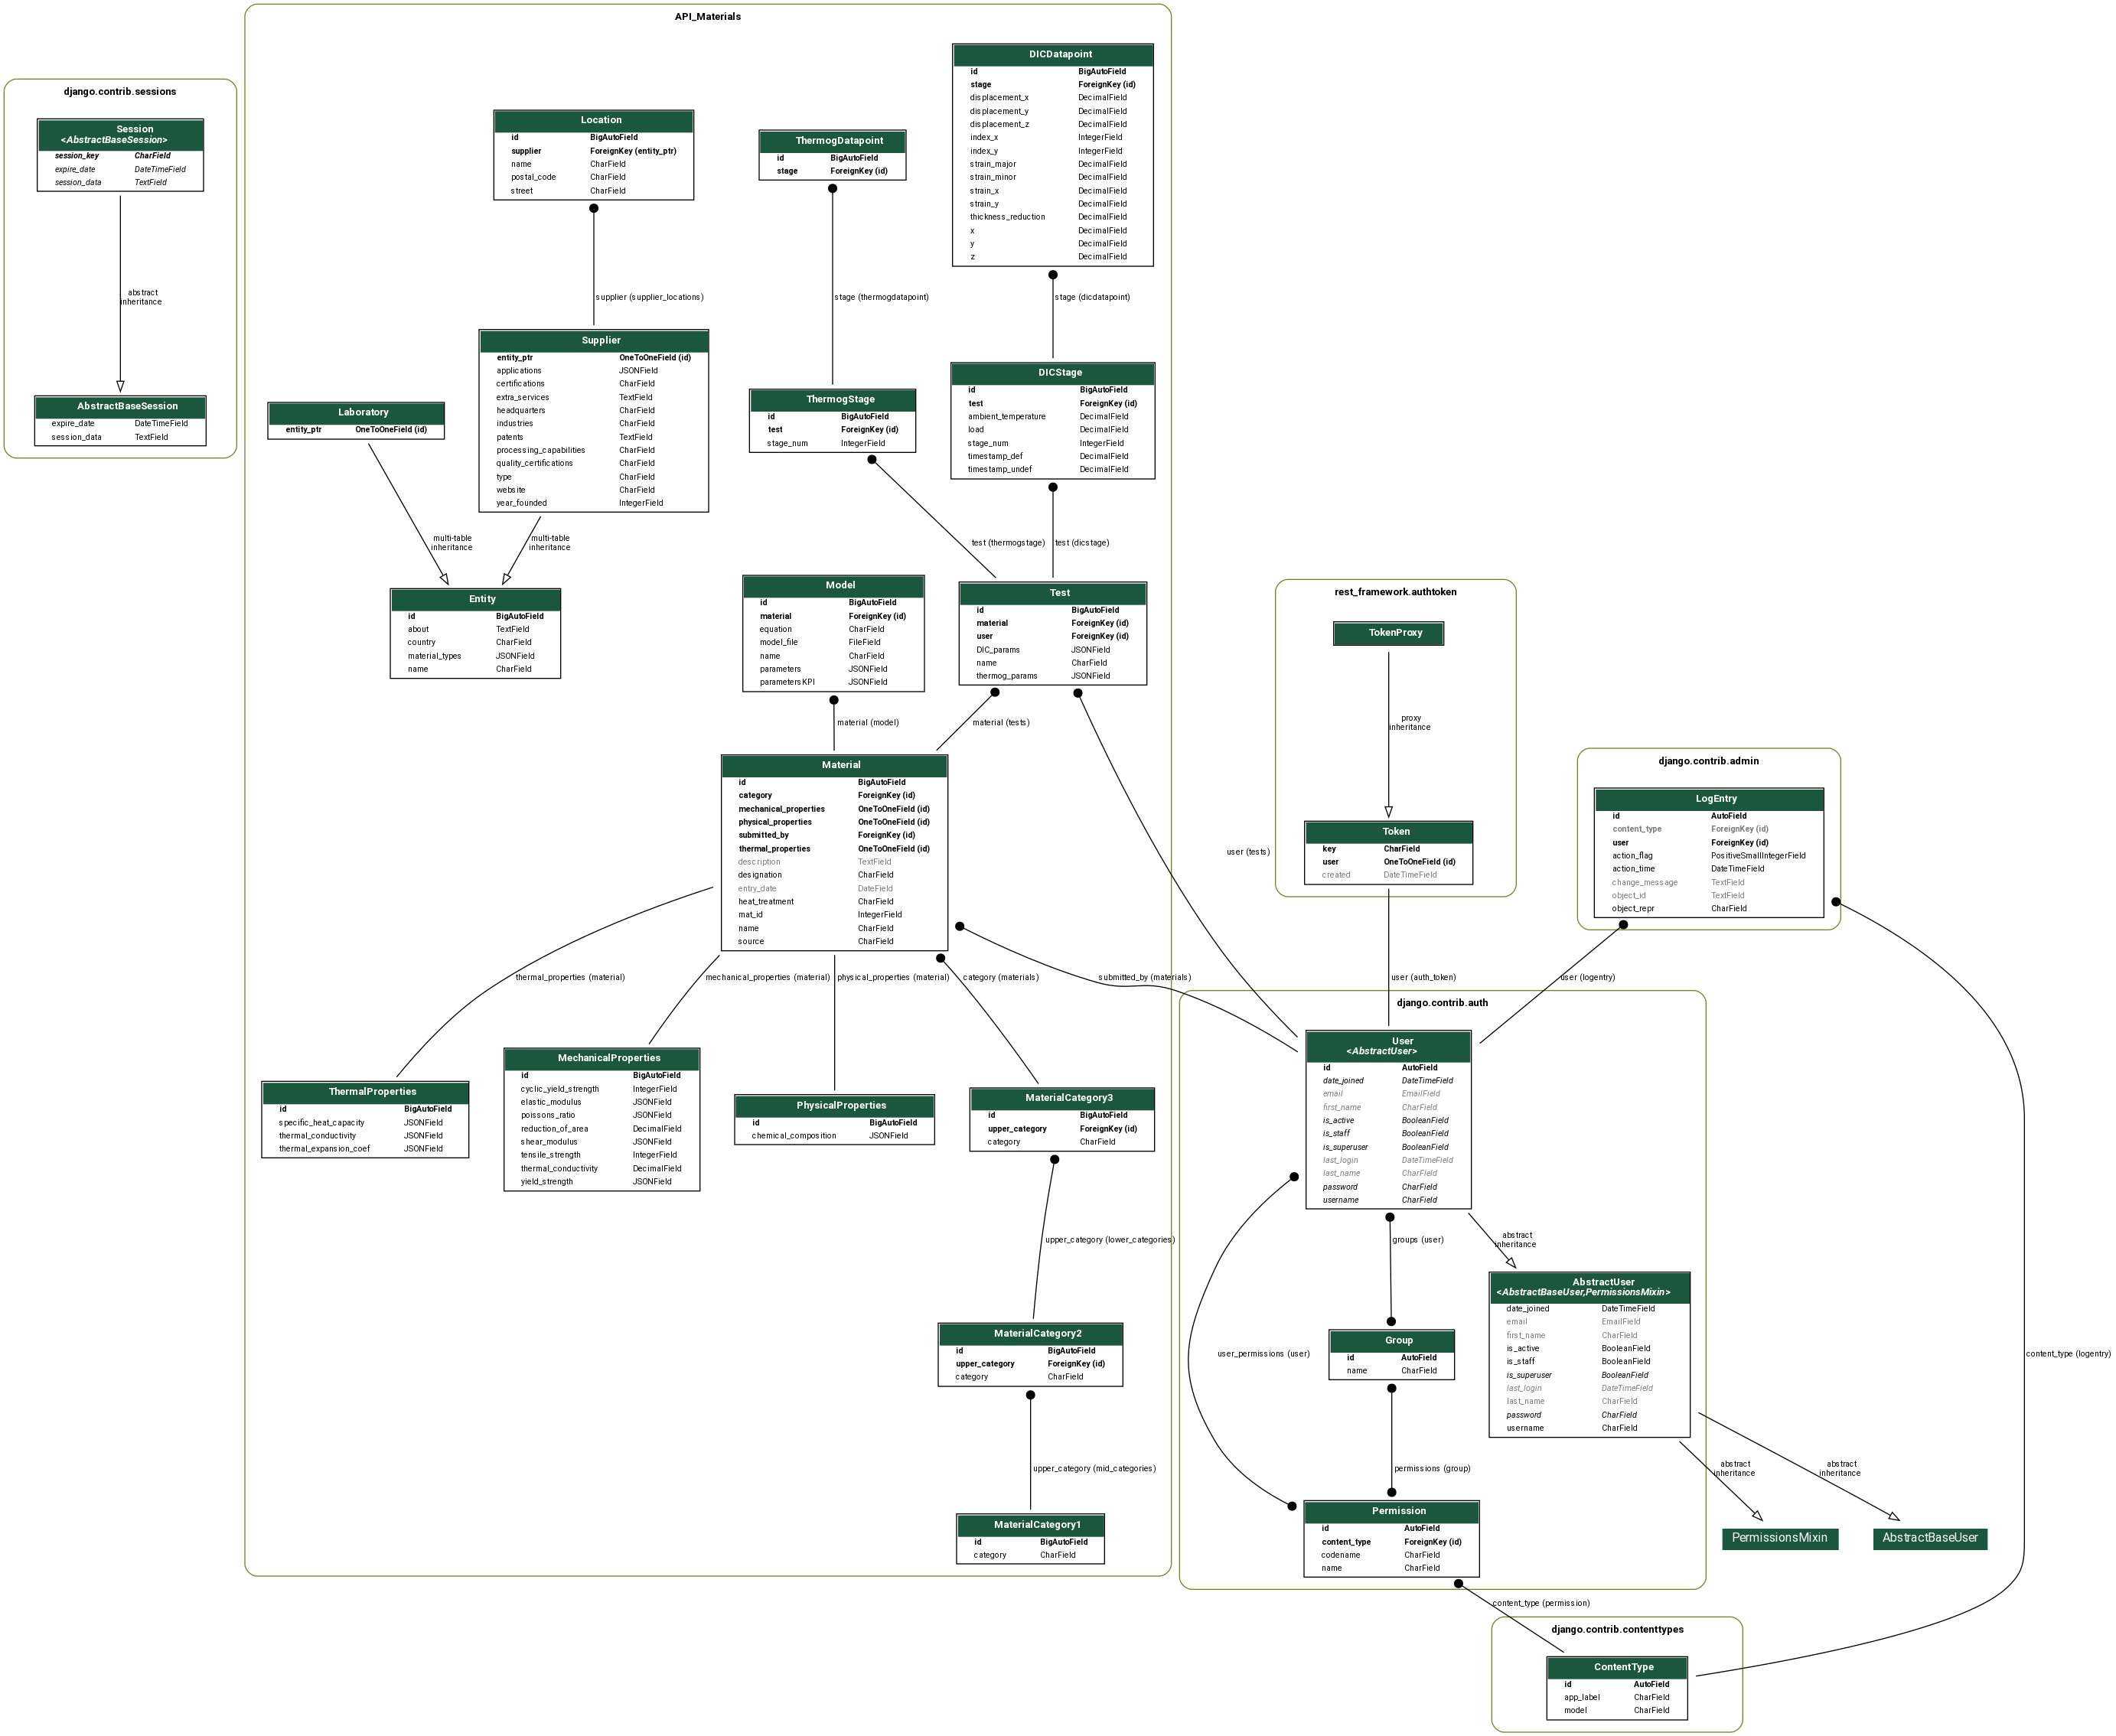 API_Materials
django.contrib.sessions
Session
<AbstractBaseSession>
session_key CharField
expire_date DateTimeField
session_data TextField
abstract
inheritance
AbstractBaseSession
expire_date DateTimeField
session_data TextField
DICDatapoint
id BigAutoField
stage ForeignKey (id)
displacement_x DecimalField
displacement_y DecimalField
displacement_z DecimalField
index_x IntegerField
index_y IntegerField
strain_major DecimalField
strain_minor DecimalField
strain_x DecimalField
strain_y DecimalField
thickness_reduction DecimalField
x DecimalField
y DecimalField
z DecimalField
Location
id BigAutoField
supplier ForeignKey (entity_ptr)
name CharField
postal_code CharField
street CharField
ThermogDatapoint
id BigAutoField
stage ForeignKey (id)
supplier (supplier_locations)
stage (thermogdatapoint)
stage (dicdatapoint)
Supplier
entity_ptr OneToOneField (id)
applications JSONField
certifications CharField
extra_services TextField
headquarters CharField
industries CharField
patents TextField
processing_capabilities CharField
quality_certifications CharField
type CharField
website CharField
year_founded IntegerField
Laboratory
entity_ptr OneToOneField (id)
ThermogStage
id BigAutoField
test ForeignKey (id)
stage_num IntegerField
DICStage
id BigAutoField
test ForeignKey (id)
ambient_temperature DecimalField
load DecimalField
stage_num IntegerField
timestamp_def DecimalField
timestamp_undef DecimalField
multi-table
inheritance
multi-table
inheritance
test (thermogstage)
test (dicstage)
Entity
id BigAutoField
about TextField
country CharField
material_types JSONField
name CharField
Model
id BigAutoField
material ForeignKey (id)
equation CharField
model_file FileField
name CharField
parameters JSONField
parametersKPI JSONField
Test
id BigAutoField
material ForeignKey (id)
user ForeignKey (id)
DIC_params JSONField
name CharField
thermog_params JSONField
material (model)
material (tests)
Material
id BigAutoField
category ForeignKey (id)
mechanical_properties OneToOneField (id)
physical_properties OneToOneField (id)
submitted_by ForeignKey (id)
thermal_properties OneToOneField (id)
description TextField
designation CharField
entry_date DateField
heat_treatment CharField
mat_id IntegerField
name CharField
source CharField
user (tests)
rest_framework.authtoken
TokenProxy
proxy
inheritance
Token
key CharField
user OneToOneField (id)
created DateTimeField
django.contrib.admin
LogEntry
id AutoField
content_type ForeignKey (id)
user ForeignKey (id)
action_flag PositiveSmallIntegerField
action_time DateTimeField
change_message TextField
object_id TextField
object_repr CharField
thermal_properties (material)
mechanical_properties (material)
physical_properties (material)
category (materials)
submitted_by (materials)
user (auth_token)
user (logentry)
ThermalProperties
id BigAutoField
specific_heat_capacity JSONField
thermal_conductivity JSONField
thermal_expansion_coef JSONField
MechanicalProperties
id BigAutoField
cyclic_yield_strength IntegerField
elastic_modulus JSONField
poissons_ratio JSONField
reduction_of_area DecimalField
shear_modulus JSONField
tensile_strength IntegerField
thermal_conductivity DecimalField
yield_strength JSONField
PhysicalProperties
id BigAutoField
chemical_composition JSONField
MaterialCategory3
id BigAutoField
upper_category ForeignKey (id)
category CharField
upper_category (lower_categories)
MaterialCategory2
id BigAutoField
upper_category ForeignKey (id)
category CharField
upper_category (mid_categories)
MaterialCategory1
id BigAutoField
category CharField
django.contrib.auth
User
<AbstractUser>
id AutoField
date_joined DateTimeField
email EmailField
first_name CharField
is_active BooleanField
is_staff BooleanField
is_superuser BooleanField
last_login DateTimeField
last_name CharField
password CharField
username CharField
groups (user)
abstract
inheritance
AbstractUser
<AbstractBaseUser,PermissionsMixin>
date_joined DateTimeField
email EmailField
first_name CharField
is_active BooleanField
is_staff BooleanField
is_superuser BooleanField
last_login DateTimeField
last_name CharField
password CharField
username CharField
user_permissions (user)
Group
id AutoField
name CharField
content_type (logentry)
permissions (group)
abstract
inheritance
abstract
inheritance
Permission
id AutoField
content_type ForeignKey (id)
codename CharField
name CharField
PermissionsMixin
AbstractBaseUser
content_type (permission)
django.contrib.contenttypes
ContentType
id AutoField
app_label CharField
model CharField